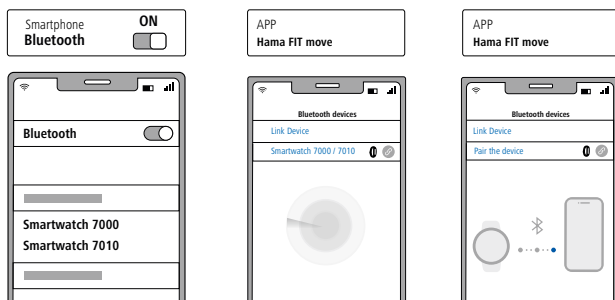 Smartphone
Bluetooth
ON
Bluetooth
Smartwatch 7000
Smartwatch 7010
APP
Hama FIT move
Bluetooth devices
Link Device
Smartwatch 7000 / 7010
APP
Hama FIT move
Bluetooth devices
Link Device
Pair the device